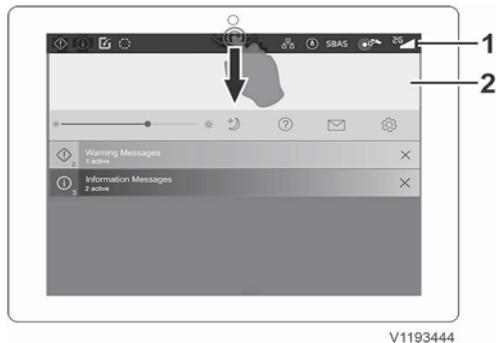 SBAS
2G
1
2
Warning Messages
1 active
2
Information Messages
2 active
3
V1193444